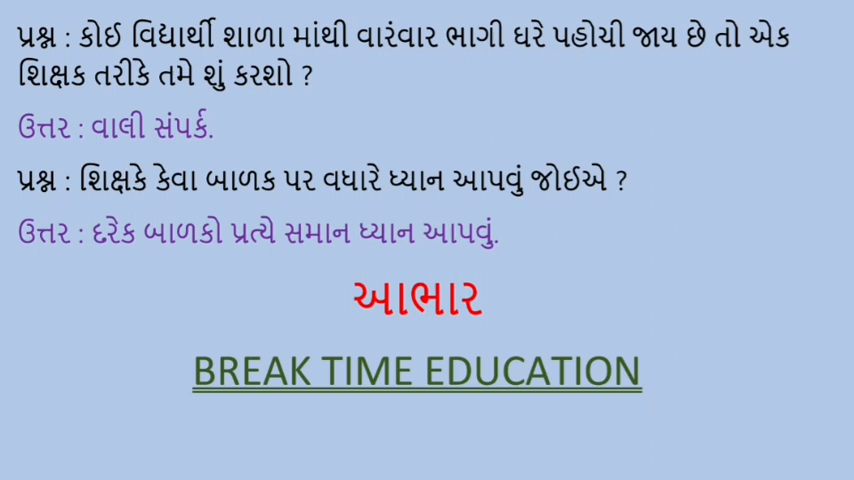 પ્રશ્ન : કોઈ વિદ્યાર્થી શાળા માંથી વારંવાર ભાગી ઘરે પહોચી જાય છે તો એક
શિક્ષક તરીકે તમે શું કરશો ?
ઉત્તર : વાલી સંપર્ક.
પ્રશ્ન : શિક્ષકે કેવા બાળક પર વધારે ધ્યાન આપવું જોઈએ ?
ઉત્તર : દરેક બાળકો પ્રત્યે સમાન ધ્યાન આપવું.
આભાર
BREAK TIME EDUCATION